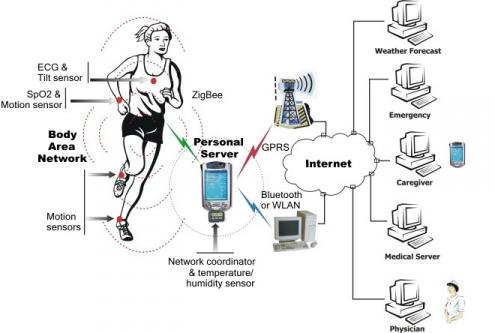 ECG &
Tilt sensor
SpO2 &
Motion sensor
Body
Area
Network
Motion
sensors
ZigBee
Personal
Server
Network coordinator
& temperature/
humidity sensor
GPRS
Bluetooth
or WLAN
Internet
Weather Forecast
Emergency
Caregiver
Medical Server
Physician